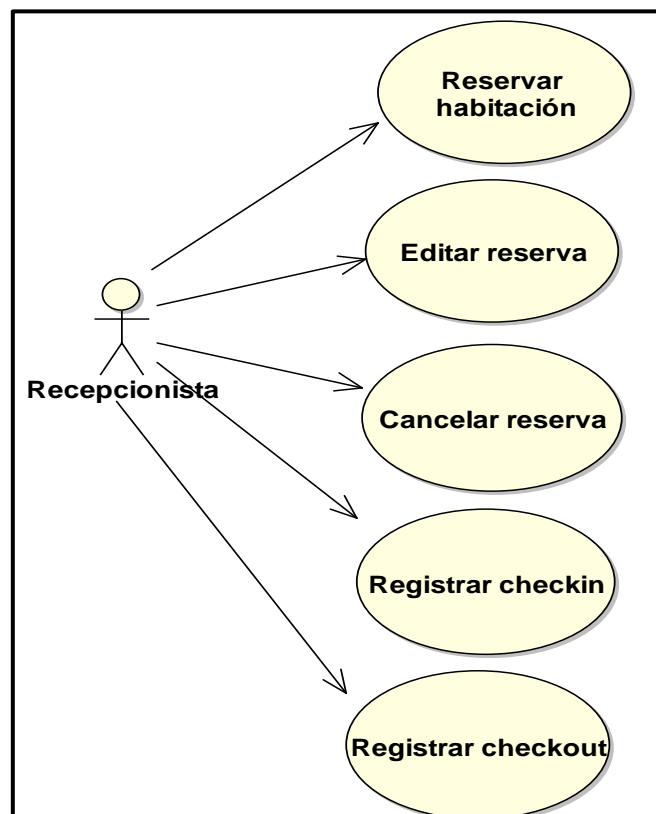 Reservar
habitación
Editar reserva
Recepcionista
Cancelar reserva
Registrar checkin
Registrar checkout